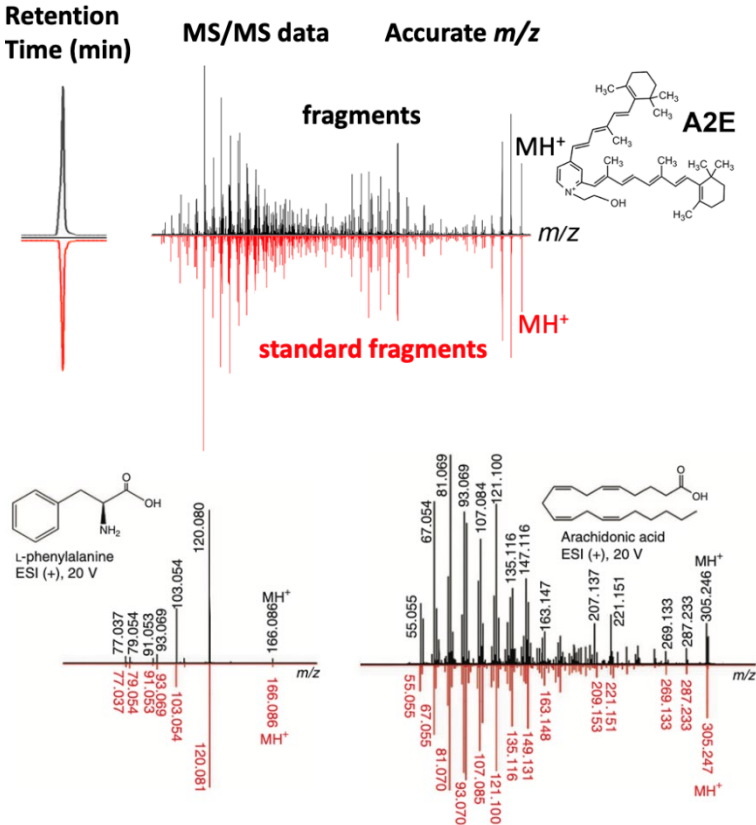 Retention
Time (min)
MS/MS data
Accurate m/z
fragments
MH⁺
A2E
CH₃
H₃C
CH₃
CH₃
CH₃
CH₃
CH₃
H₃C
CH₃
N⁺
OH
H₃C
m/z
MH⁺
standard fragments
O
OH
NH₂
L-phenylalanine
ESI (+), 20 V
77.037
79.054
91.053
93.069
103.054
120.080
166.086
MH⁺
m/z
77.037
79.054
91.053
93.069
103.054
120.081
166.086
MH⁺
O
OH
Arachidonic acid
ESI (+), 20 V
55.055
67.054
81.069
93.069
107.084
121.100
135.116
147.116
163.147
207.137
221.151
269.133
287.233
305.246
MH⁺
m/z
55.055
67.055
81.070
93.070
107.085
121.100
135.116
149.131
163.148
209.153
221.151
269.133
287.233
305.247
MH⁺